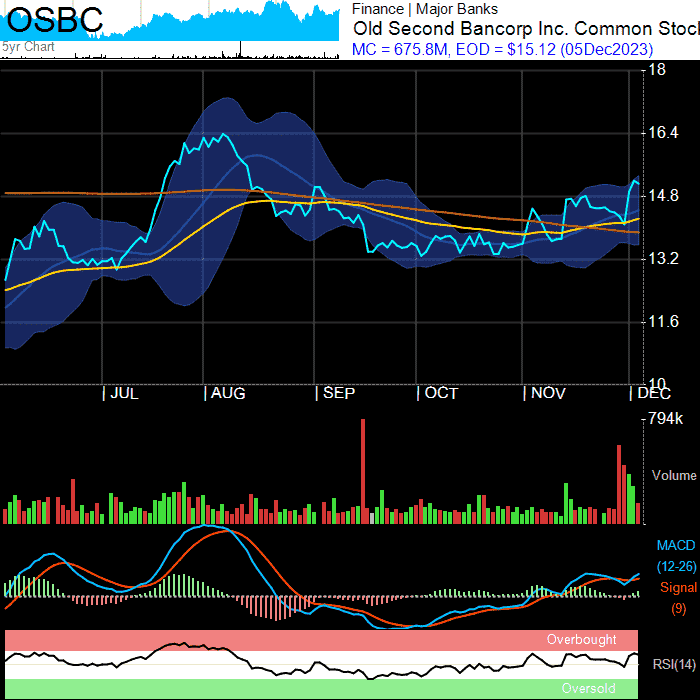 OSBC
5yr Chart
Finance | Major Banks
Old Second Bancorp Inc. Common Stoc
MC = 675.8M, EOD = $15.12 (05Dec2023)
18
16.4
14.8
13.2
11.6
10
JUL
AUG
SEP
OCT
NOV
DEC
794k
Volume
MACD
(12-26)
Signal
(9)
Overbought
RSI(14)
Oversold